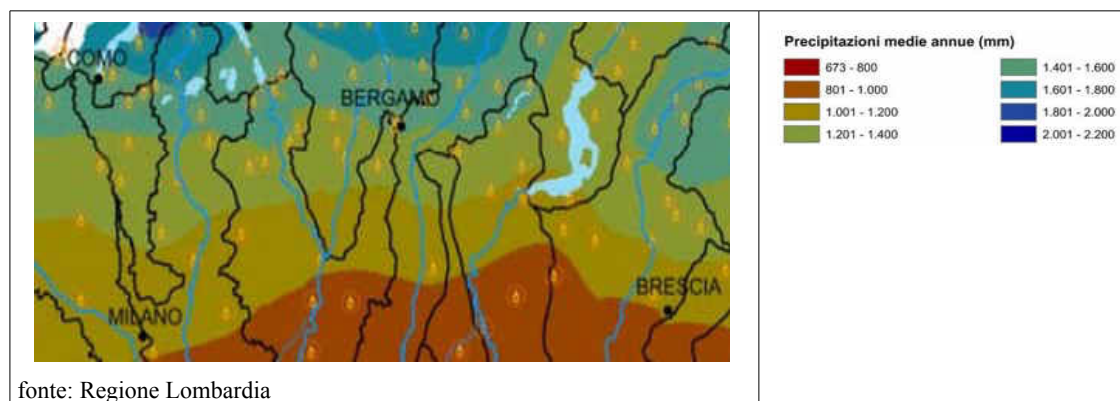 COMO
BERGAMO
BRESCIA
MILANO
fonte: Regione Lombardia
Precipitazioni medie annue (mm)
673 - 800
801 - 1.000
1.001 - 1.200
1.201 - 1.400
1.401 - 1.600
1.601 - 1.800
1.801 - 2.000
2.001 - 2.200